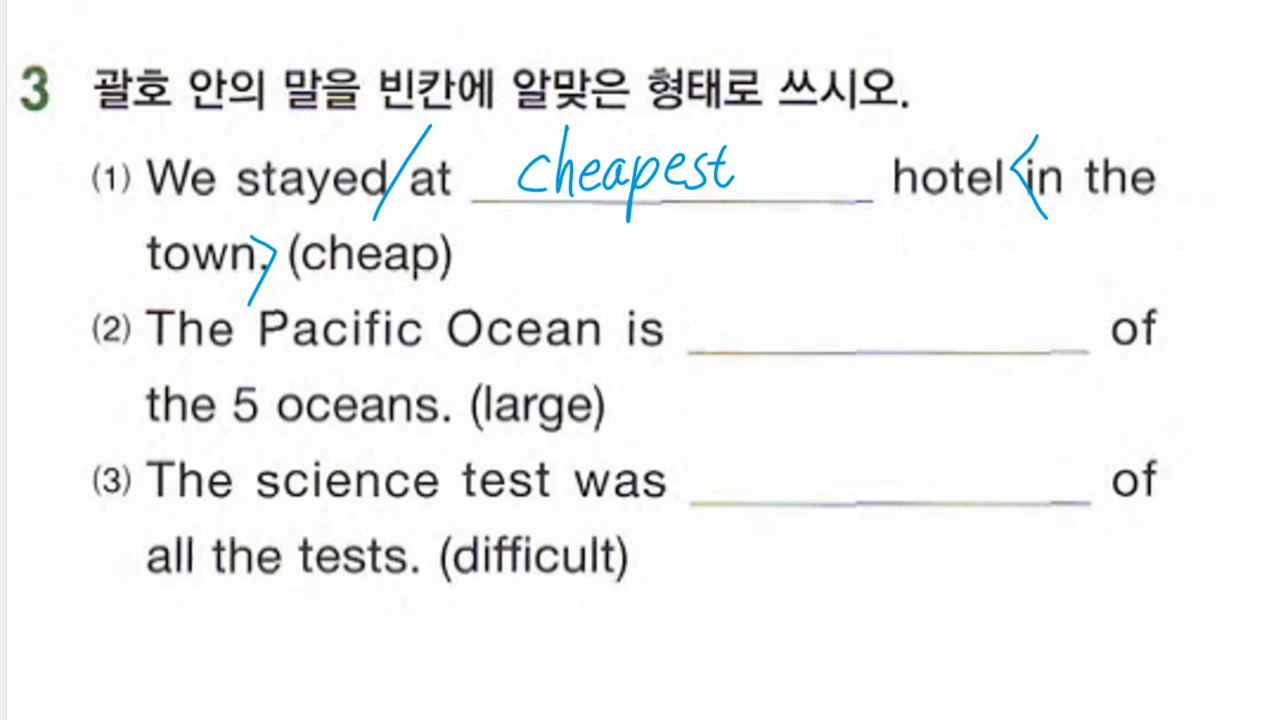 3 괄호 안의 말을 빈칸에 알맞은 형태로 쓰시오.
(1) We stayed / at cheapest hotel <in the
town.> (cheap)
(2) The Pacific Ocean is ____ of
the 5 oceans. (large)
(3) The science test was ____ of
all the tests. (difficult)